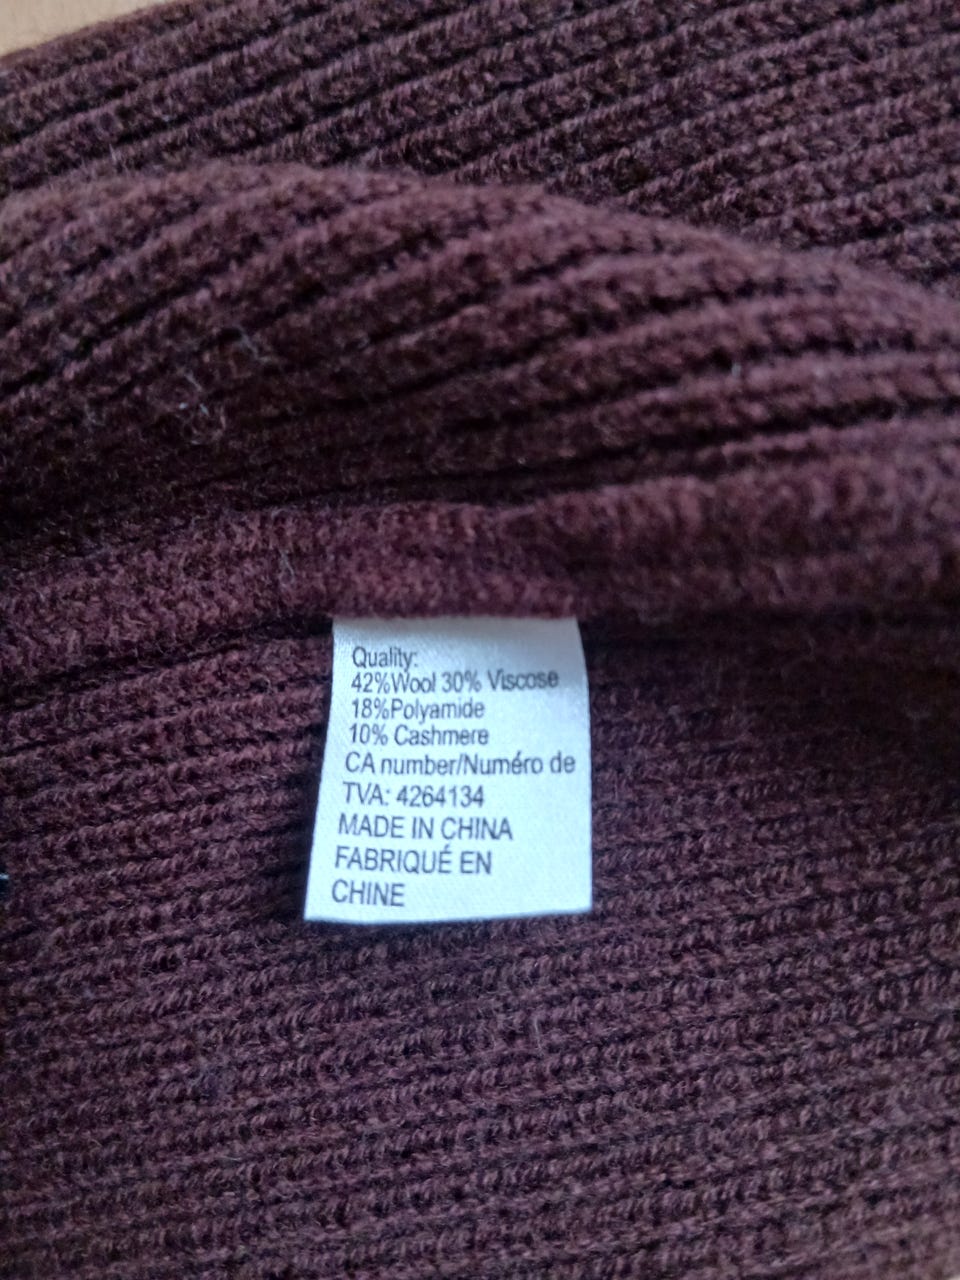 Quality:
42%Wool 30% Viscose
18%Polyamide
10% Cashmere
CA number/Numéro de
TVA: 4264134
MADE IN CHINA
FABRIQUÉ EN
CHINE